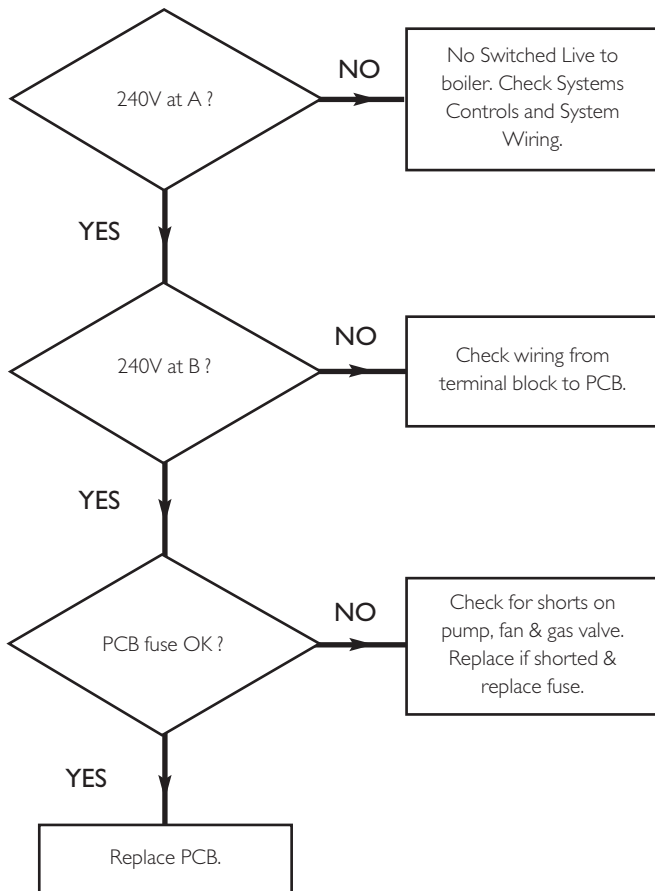 240V at A ?
NO
No Switched Live to
boiler. Check Systems
Controls and System
Wiring.
YES
240V at B ?
NO
Check wiring from
terminal block to PCB.
YES
PCB fuse OK ?
NO
Check for shorts on
pump, fan & gas valve.
Replace if shorted &
replace fuse.
YES
Replace PCB.